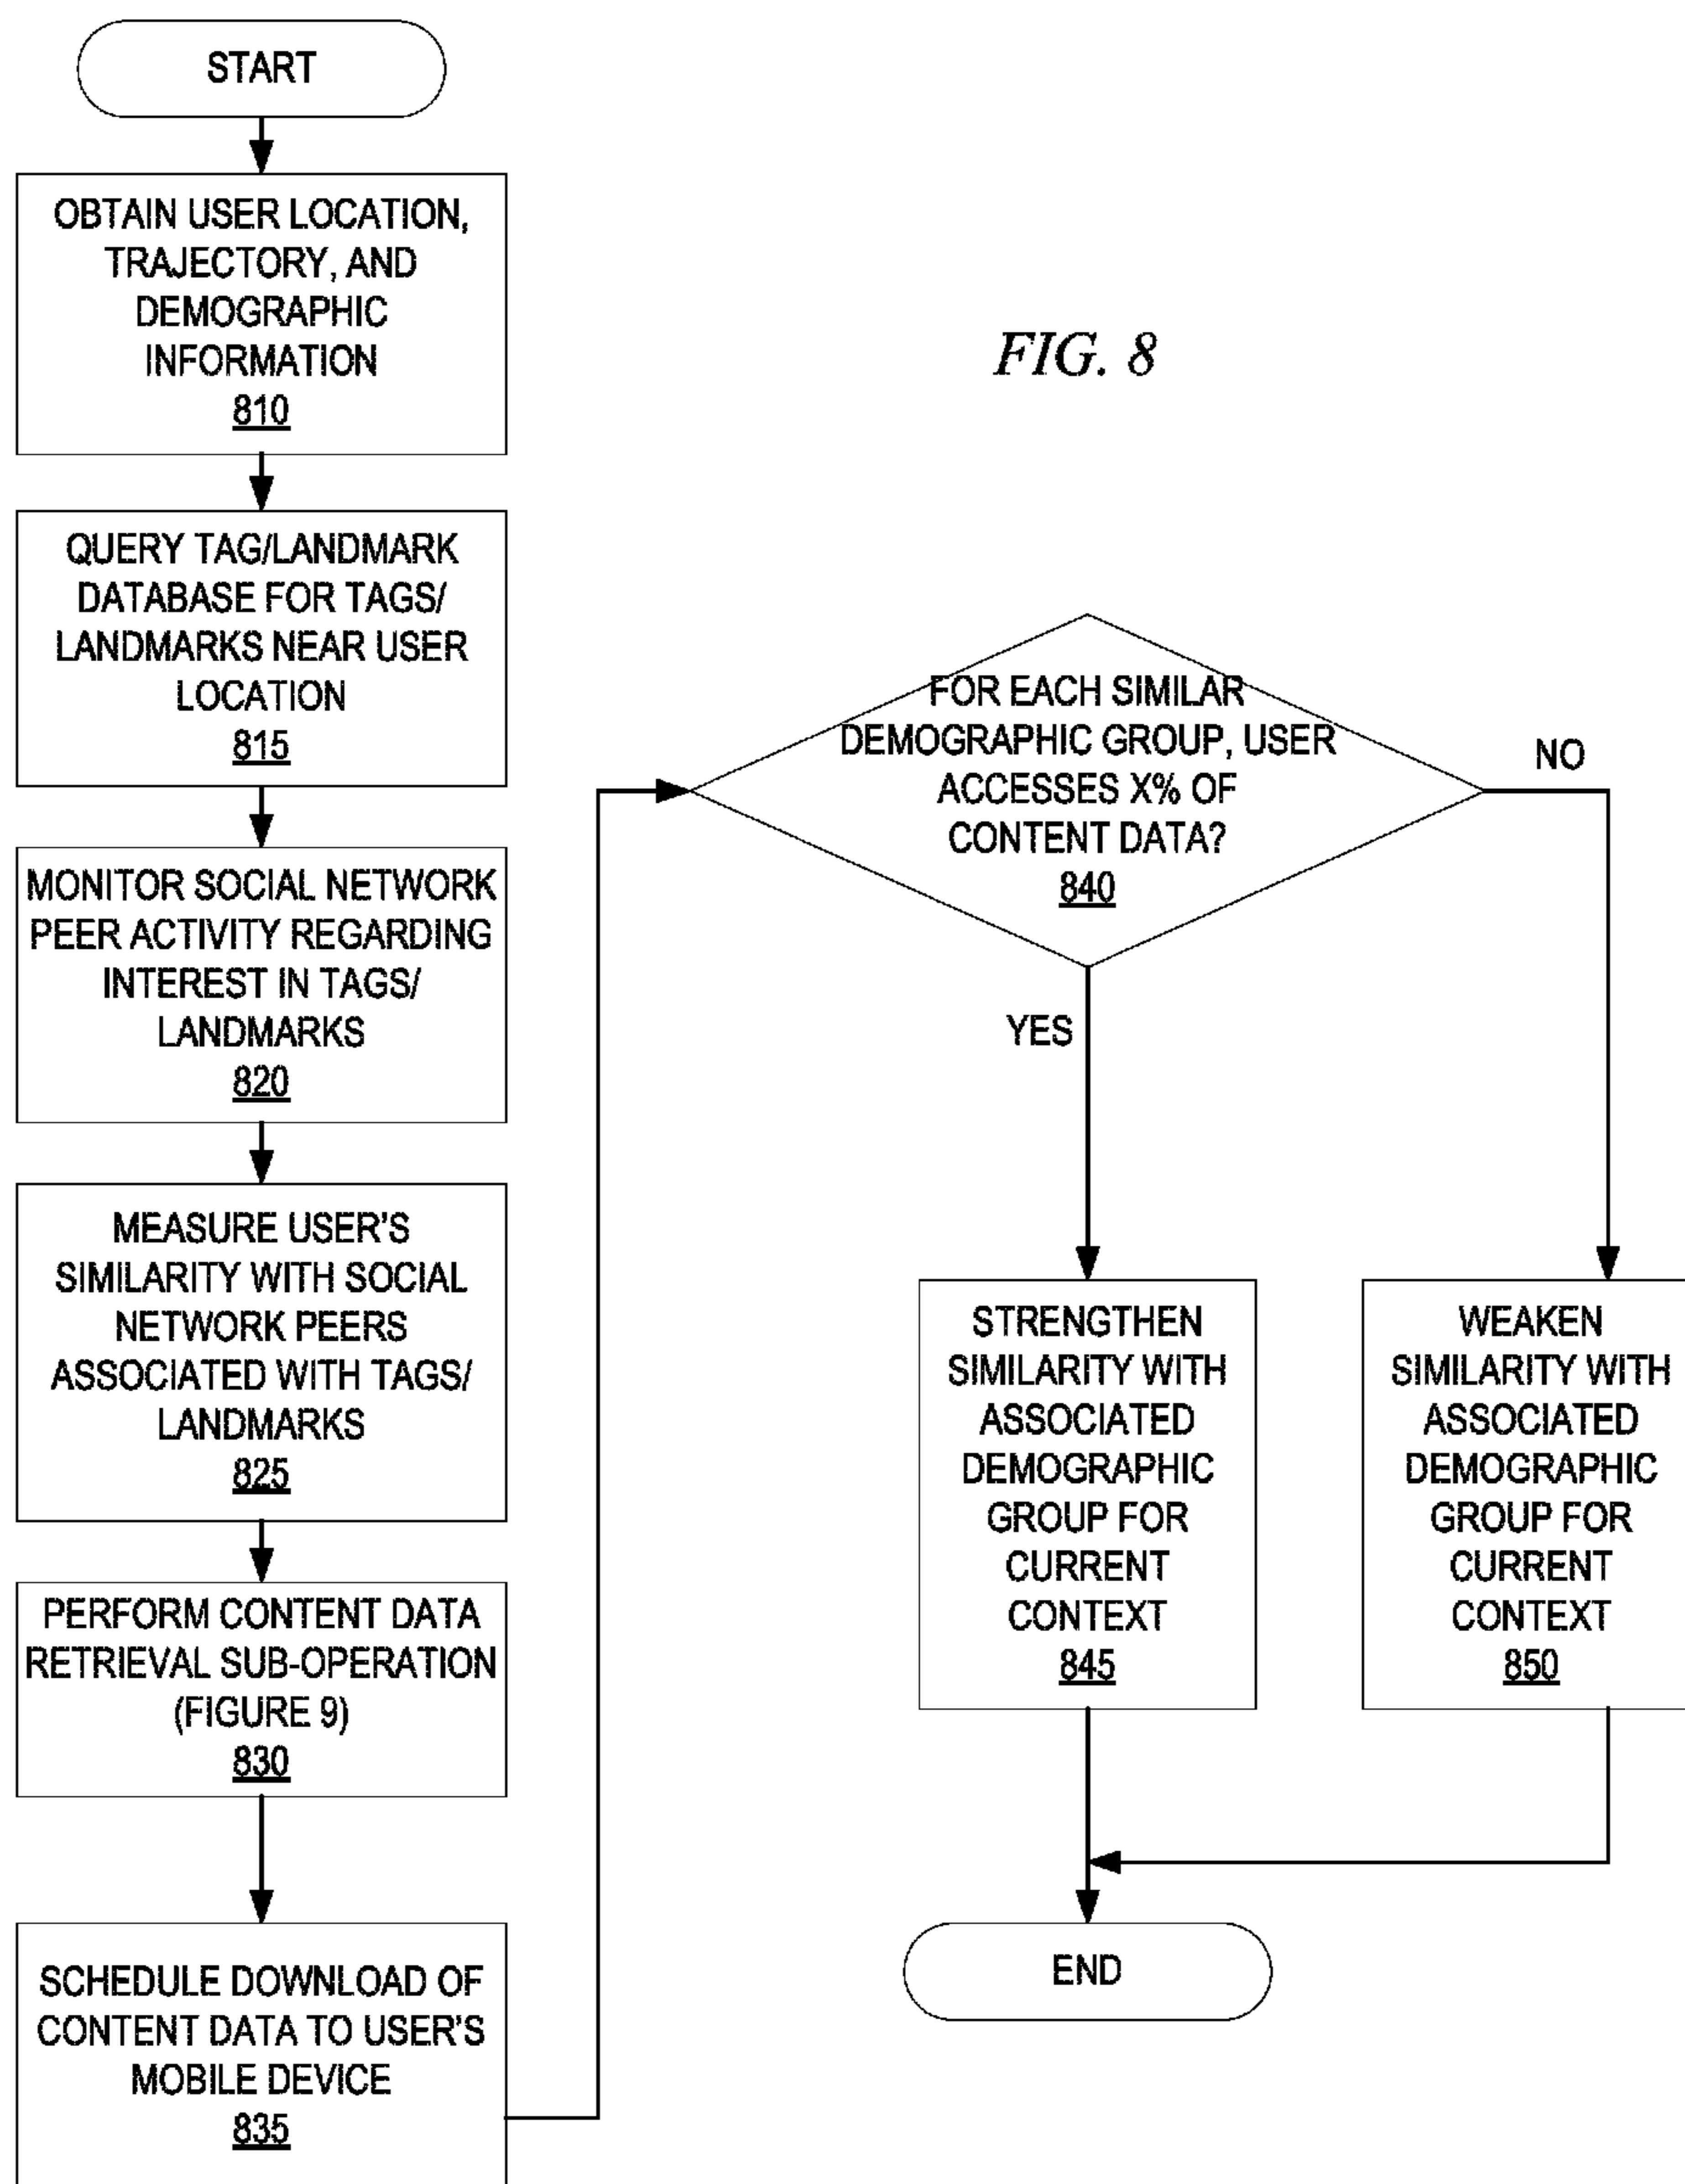 START
OBTAIN USER LOCATION,
TRAJECTORY, AND
DEMOGRAPHIC
INFORMATION
810
QUERY TAG/LANDMARK
DATABASE FOR TAGS/
LANDMARKS NEAR USER
LOCATION
815
MONITOR SOCIAL NETWORK
PEER ACTIVITY REGARDING
INTEREST IN TAGS/
LANDMARKS
820
MEASURE USER'S
SIMILARITY WITH SOCIAL
NETWORK PEERS
ASSOCIATED WITH TAGS/
LANDMARKS
825
PERFORM CONTENT DATA
RETRIEVAL SUB-OPERATION
(FIGURE 9)
830
SCHEDULE DOWNLOAD OF
CONTENT DATA TO USER'S
MOBILE DEVICE
835
FIG. 8
FOR EACH SIMILAR
DEMOGRAPHIC GROUP, USER
ACCESSES X% OF
CONTENT DATA?
840
NO
YES
STRENGTHEN
SIMILARITY WITH
ASSOCIATED
DEMOGRAPHIC
GROUP FOR
CURRENT
CONTEXT
845
WEAKEN
SIMILARITY WITH
ASSOCIATED
DEMOGRAPHIC
GROUP FOR
CURRENT
CONTEXT
850
END